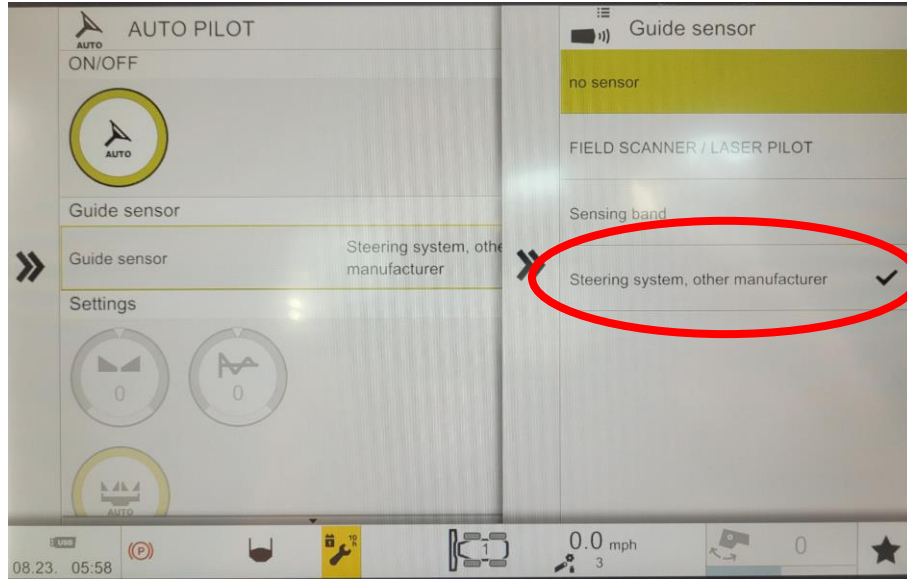 AUTO PILOT
AUTO
ON/OFF
AUTO
Guide sensor
Guide sensor
Steering system, othe
manufacturer
Settings
0
0
AUTO
Guide sensor
no sensor
FIELD SCANNER / LASER PILOT
Sensing band
Steering system, other manufacturer
USB
08.23. 05:58
(P)
10
h
1
0.0 mph
3
0